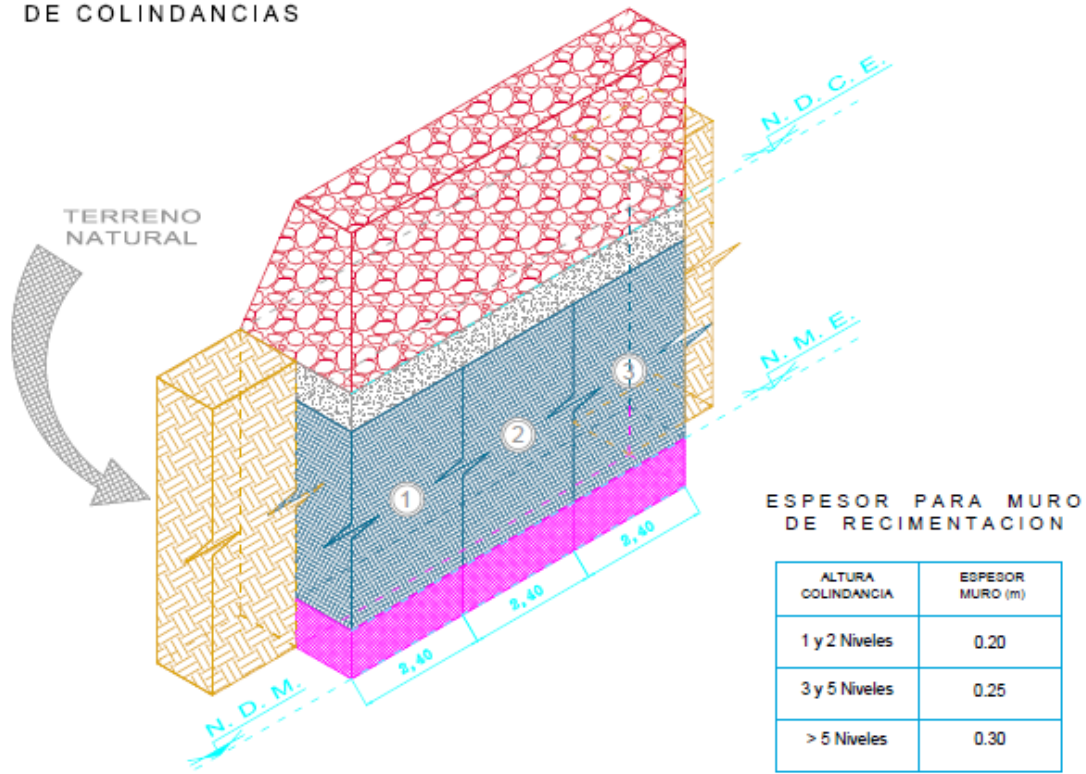 DE COLINDANCIAS
N. D. C. E.
TERRENO
NATURAL
N. M. E.
3
2
1
2,40
2,40
2,40
N. D. M.
ESPESOR PARA MURO
DE RECIMENTACION
ALTURA COLINDANCIA
ESPESOR MURO (m)
1 y 2 Niveles 0.20
3 y 5 Niveles 0.25
> 5 Niveles 0.30